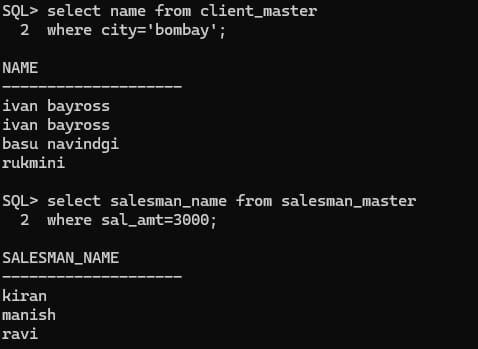 SQL> select name from client_master
  2  where city='bombay';
NAME
--------------------
ivan bayross
ivan bayross
basu navindgi
rukmini
SQL> select salesman_name from salesman_master
  2  where sal_amt=3000;
SALESMAN_NAME
--------------------
kiran
manish
ravi